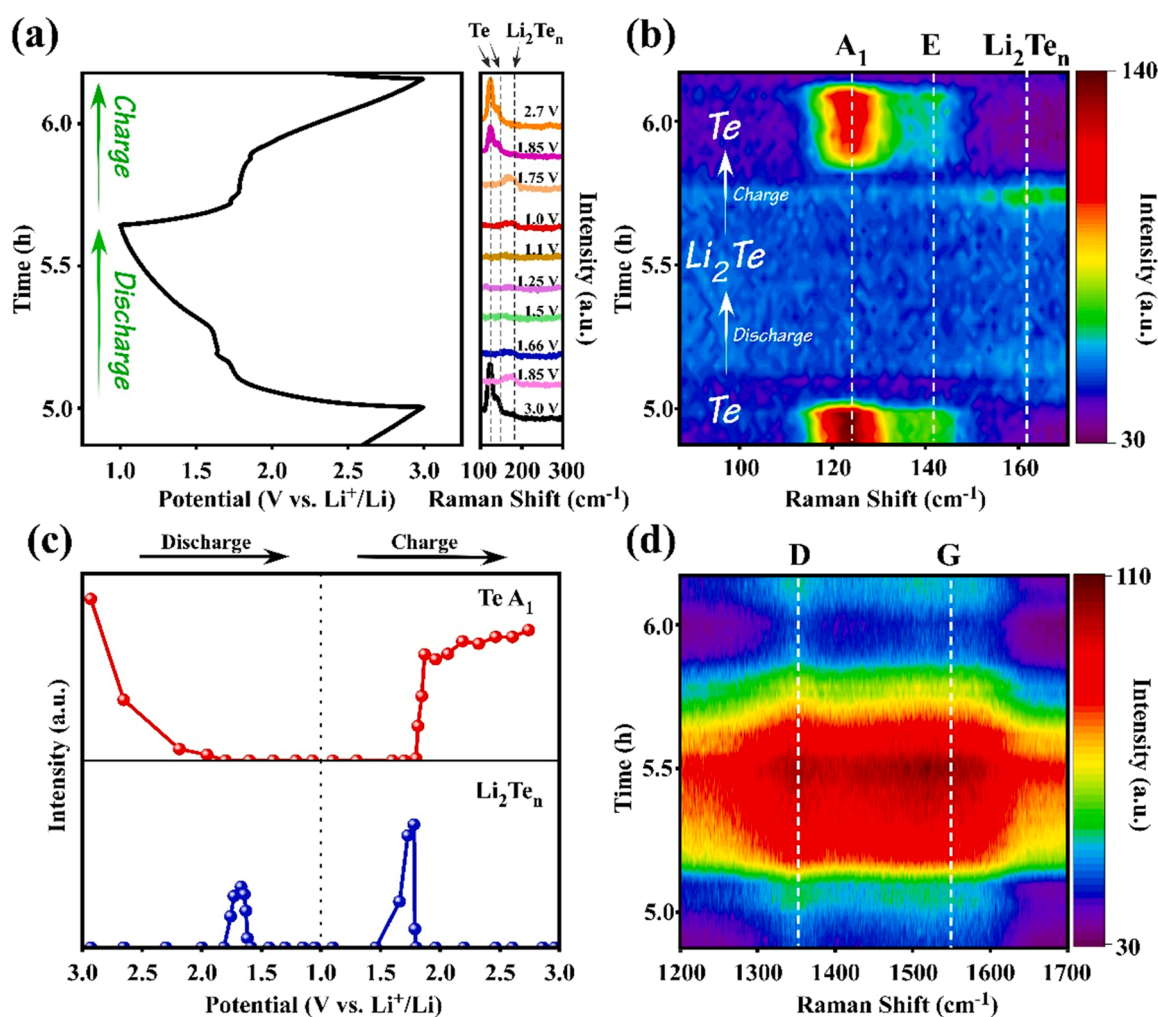 (a)
Te
Li₂Teₙ
Charge
Discharge
Time (h)
6.0
5.5
5.0
1.0 1.5 2.0 2.5 3.0
Potential (V vs. Li⁺/Li)
2.7 V
1.85 V
1.75 V
1.0 V
1.1 V
1.25 V
1.5 V
1.66 V
1.85 V
3.0 V
100 200 300
Raman Shift (cm⁻¹)
Intensity (a.u.)
(b)
A₁ E Li₂Teₙ
Te
Charge
Li₂Te
Discharge
Te
Time (h)
6.0
5.5
5.0
100 120 140 160
Raman Shift (cm⁻¹)
140
30
Intensity (a.u.)
(c)
Discharge Charge
Te A₁
Li₂Teₙ
Intensity (a.u.)
3.0 2.5 2.0 1.5 1.0 1.5 2.0 2.5 3.0
Potential (V vs. Li⁺/Li)
(d)
D G
Time (h)
6.0
5.5
5.0
1200 1300 1400 1500 1600 1700
Raman Shift (cm⁻¹)
110
30
Intensity (a.u.)